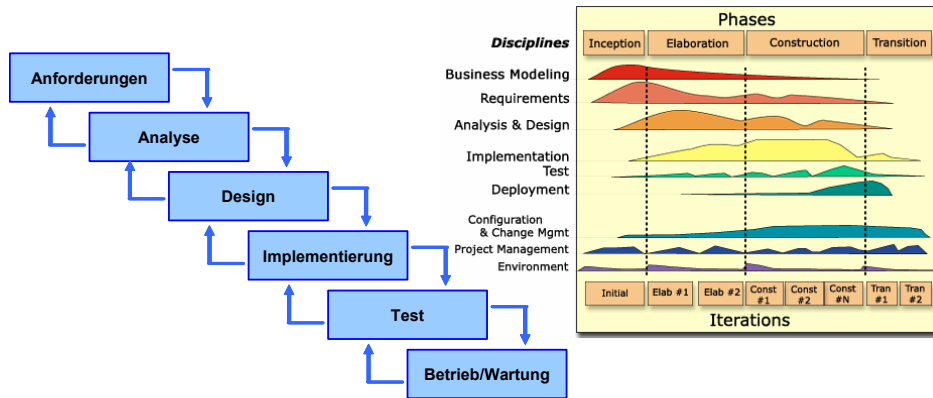 Anforderungen
Analyse
Design
Implementierung
Test
Betrieb/Wartung
Phases
Disciplines
Inception
Elaboration
Construction
Transition
Business Modeling
Requirements
Analysis & Design
Implementation
Test
Deployment
Configuration
& Change Mgmt
Project Management
Environment
Initial
Elab #1
Elab #2
Const
#1
Const
#2
Const
#N
Tran
#1
Tran
#2
Iterations